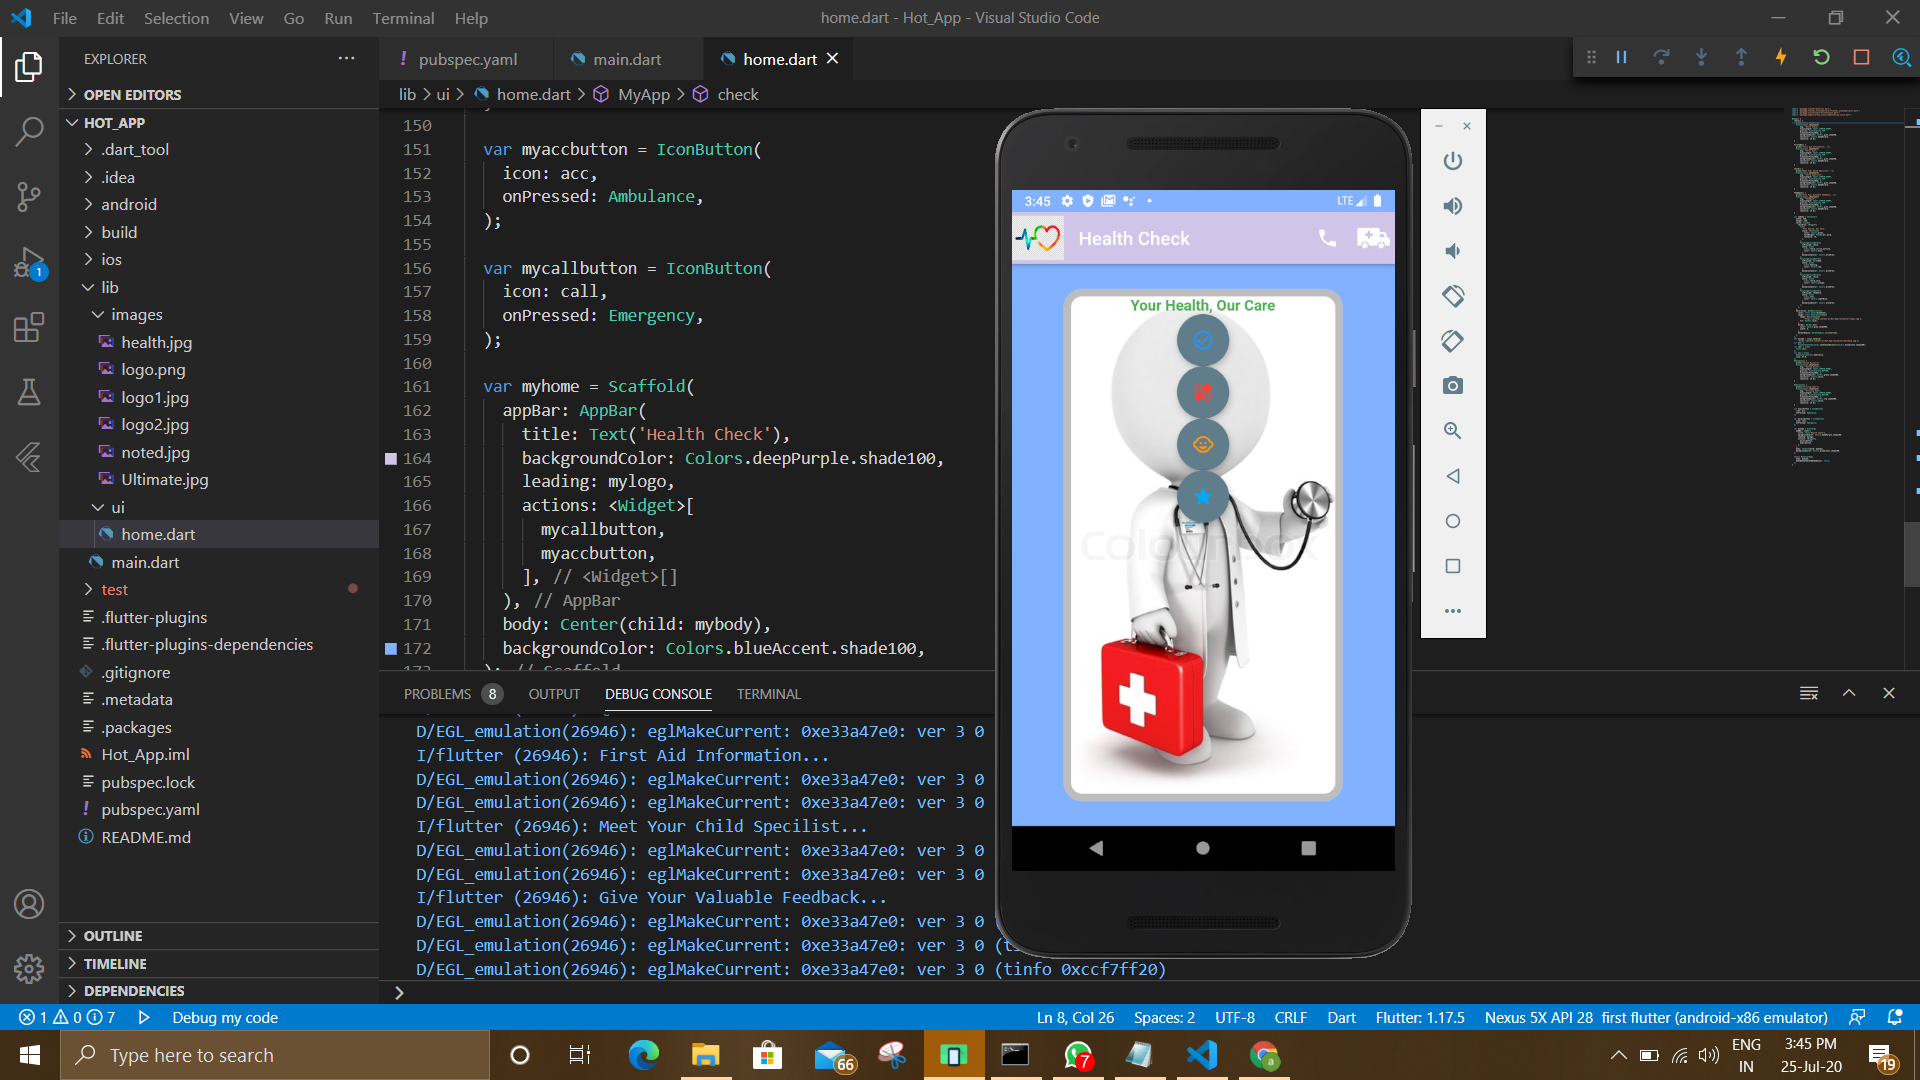 File Edit Selection View Go Run Terminal Help
home.dart - Hot_App - Visual Studio Code
EXPLORER
OPEN EDITORS
HOT_APP
.dart_tool
.idea
android
build
ios
lib
images
health.jpg
logo.png
logo1.jpg
logo2.jpg
noted.jpg
Ultimate.jpg
ui
home.dart
main.dart
test
.flutter-plugins
.flutter-plugins-dependencies
.gitignore
.metadata
.packages
Hot_App.iml
pubspec.lock
pubspec.yaml
README.md
OUTLINE
TIMELINE
DEPENDENCIES
1
pubspec.yaml
main.dart
home.dart
lib > ui > home.dart > MyApp > check
150
151 var myaccbutton = IconButton(
152 icon: acc,
153 onPressed: Ambulance,
154 );
155
156 var mycallbutton = IconButton(
157 icon: call,
158 onPressed: Emergency,
159 );
160
161 var myhome = Scaffold(
162 appBar: AppBar(
163 title: Text('Health Check'),
164 backgroundColor: Colors.deepPurple.shade100,
165 leading: mylogo,
166 actions: <Widget>[
167 mycallbutton,
168 myaccbutton,
169 ], // <Widget>[]
170 ), // AppBar
171 body: Center(child: mybody),
172 backgroundColor: Colors.blueAccent.shade100,
173 ); // Scaffold
3:45
LTE
Health Check
Your Health, Our Care
PROBLEMS 8 OUTPUT DEBUG CONSOLE TERMINAL
D/EGL_emulation(26946): eglMakeCurrent: 0xe33a47e0: ver 3 0
I/flutter (26946): First Aid Information...
D/EGL_emulation(26946): eglMakeCurrent: 0xe33a47e0: ver 3 0
D/EGL_emulation(26946): eglMakeCurrent: 0xe33a47e0: ver 3 0
I/flutter (26946): Meet Your Child Specilist...
D/EGL_emulation(26946): eglMakeCurrent: 0xe33a47e0: ver 3 0
D/EGL_emulation(26946): eglMakeCurrent: 0xe33a47e0: ver 3 0
I/flutter (26946): Give Your Valuable Feedback...
D/EGL_emulation(26946): eglMakeCurrent: 0xe33a47e0: ver 3 0 (
D/EGL_emulation(26946): eglMakeCurrent: 0xe33a47e0: ver 3 0 (ti
D/EGL_emulation(26946): eglMakeCurrent: 0xe33a47e0: ver 3 0 (tinfo 0xccf7ff20)
1 0 7 Debug my code
Ln 8, Col 26 Spaces: 2 UTF-8 CRLF Dart Flutter: 1.17.5 Nexus 5X API 28 first flutter (android-x86 emulator)
Type here to search
66
7
a
ENG
IN
3:45 PM
25-Jul-20
19